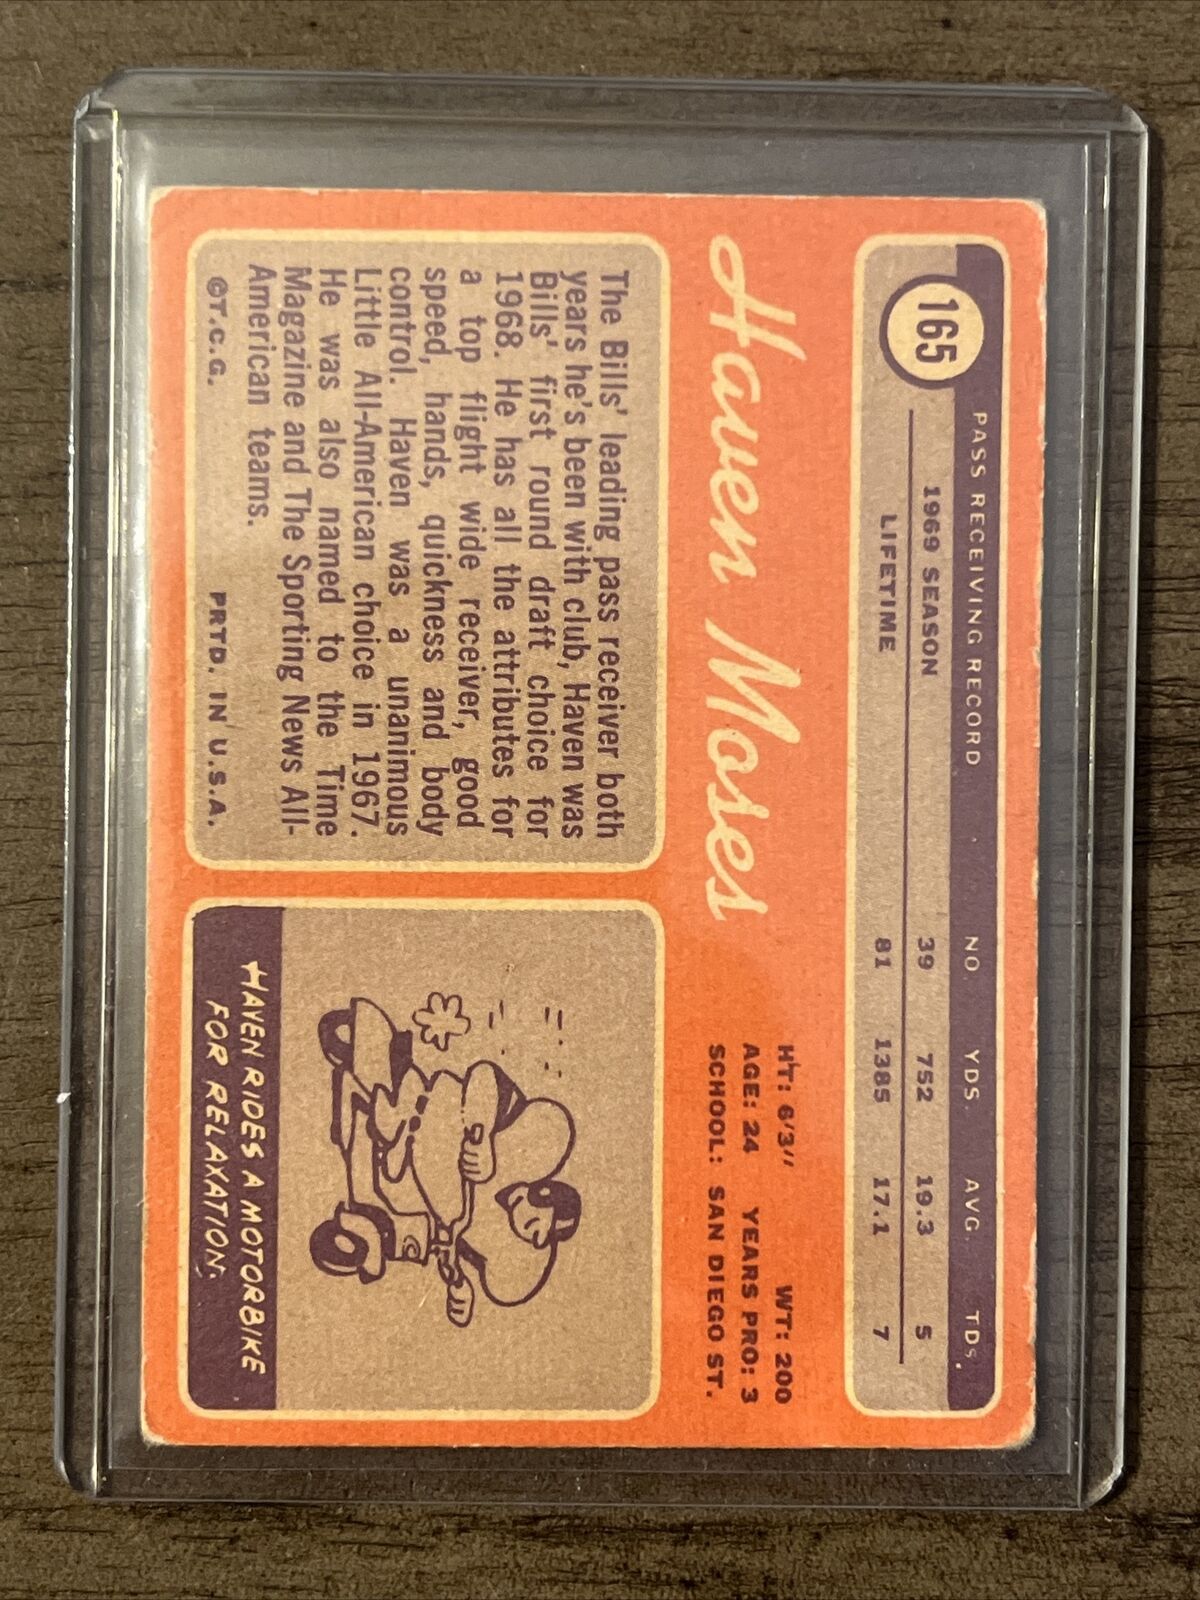 165
PASS RECEIVING RECORD NO. YDS. AVG. TDS.
1969 SEASON 39 752 19.3 5
LIFETIME 81 1385 17.1 7
Haven Moses
HT: 6'3" WT: 200
AGE: 24 YEARS PRO: 3
SCHOOL: SAN DIEGO ST.
The Bills' leading pass receiver both
years he's been with club, Haven was
Bills' first round draft choice for
1968. He has all the attributes for
a top flight wide receiver, good
speed, hands, quickness and body
control. Haven was a unanimous
Little All-American choice in 1967.
He was also named to the Time
Magazine and The Sporting News All-
American teams.
©T.C.G. PRTD. IN U.S.A.
HAVEN RIDES A MOTORBIKE
FOR RELAXATION.